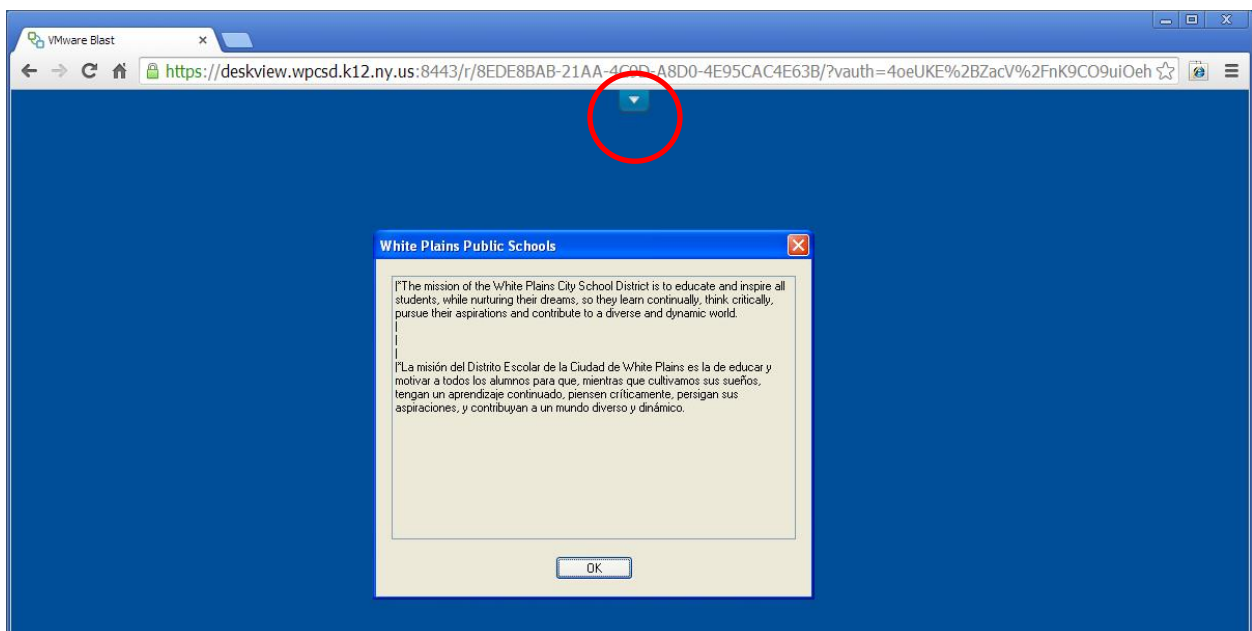 VMware Blast
https://deskview.wpcsd.k12.ny.us:8443/r/8EDE8BAB-21AA-4C9D-A8D0-4E95CAC4E63B/?vauth=4oeUKE%2BZacV%2FnK9CO9uiOeh
White Plains Public Schools
|"The mission of the White Plains City School District is to educate and inspire all
students, while nurturing their dreams, so they learn continually, think critically,
pursue their aspirations and contribute to a diverse and dynamic world.
|
|
|
|"La misión del Distrito Escolar de la Ciudad de White Plains es la de educar y
motivar a todos los alumnos para que, mientras que cultivamos sus sueños,
tengan un aprendizaje continuado, piensen críticamente, persigan sus
aspiraciones, y contribuyan a un mundo diverso y dinámico.
OK